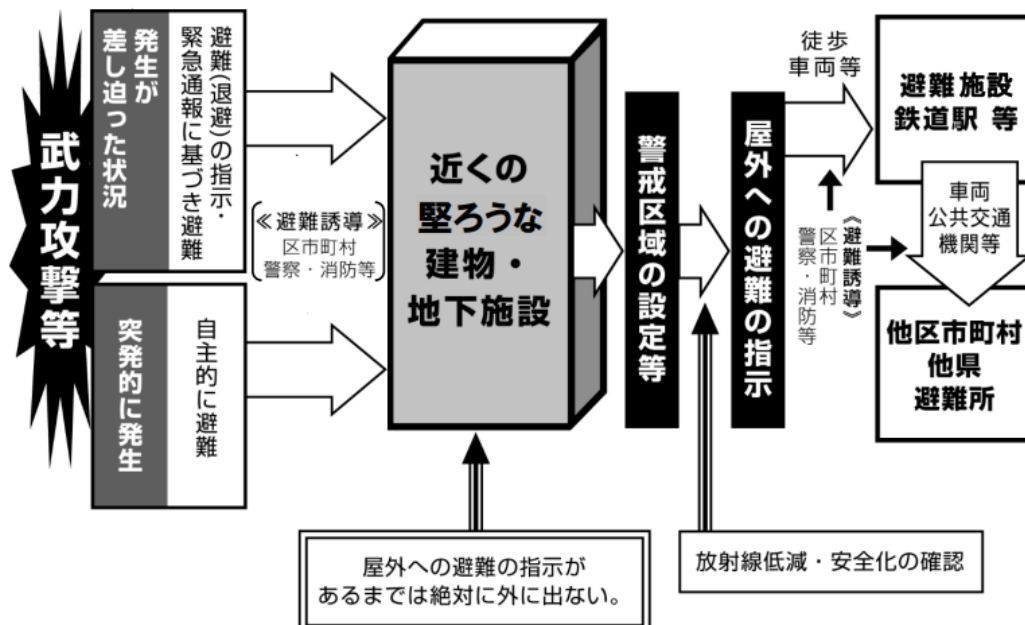 武力攻撃等
発生が
差し迫った状況
避難(退避)の指示・
緊急通報に基づき避難
突発的に発生
自主的に避難
≪避難誘導≫
区市町村
警察・消防等
近くの
堅ろうな
建物・
地下施設
屋外への避難の指示が
あるまでは絶対に外に出ない。
警戒区域の設定等
放射線低減・安全化の確認
屋外への避難の指示
徒歩
車両等
≪避難誘導≫
区市町村
警察・消防等
避難施設
鉄道駅 等
車両
公共交通
機関等
他区市町村
他県
避難所